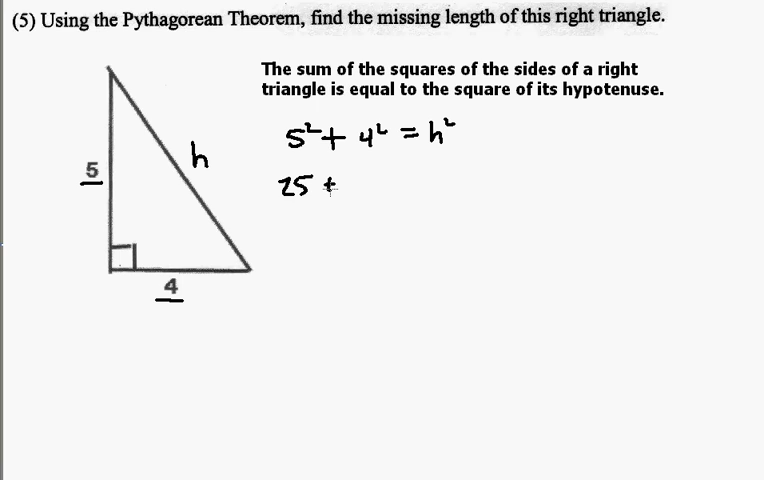 (5) Using the Pythagorean Theorem, find the missing length of this right triangle.
The sum of the squares of the sides of a right
triangle is equal to the square of its hypotenuse.
5² + 4² = h²
h
5
25 +
4